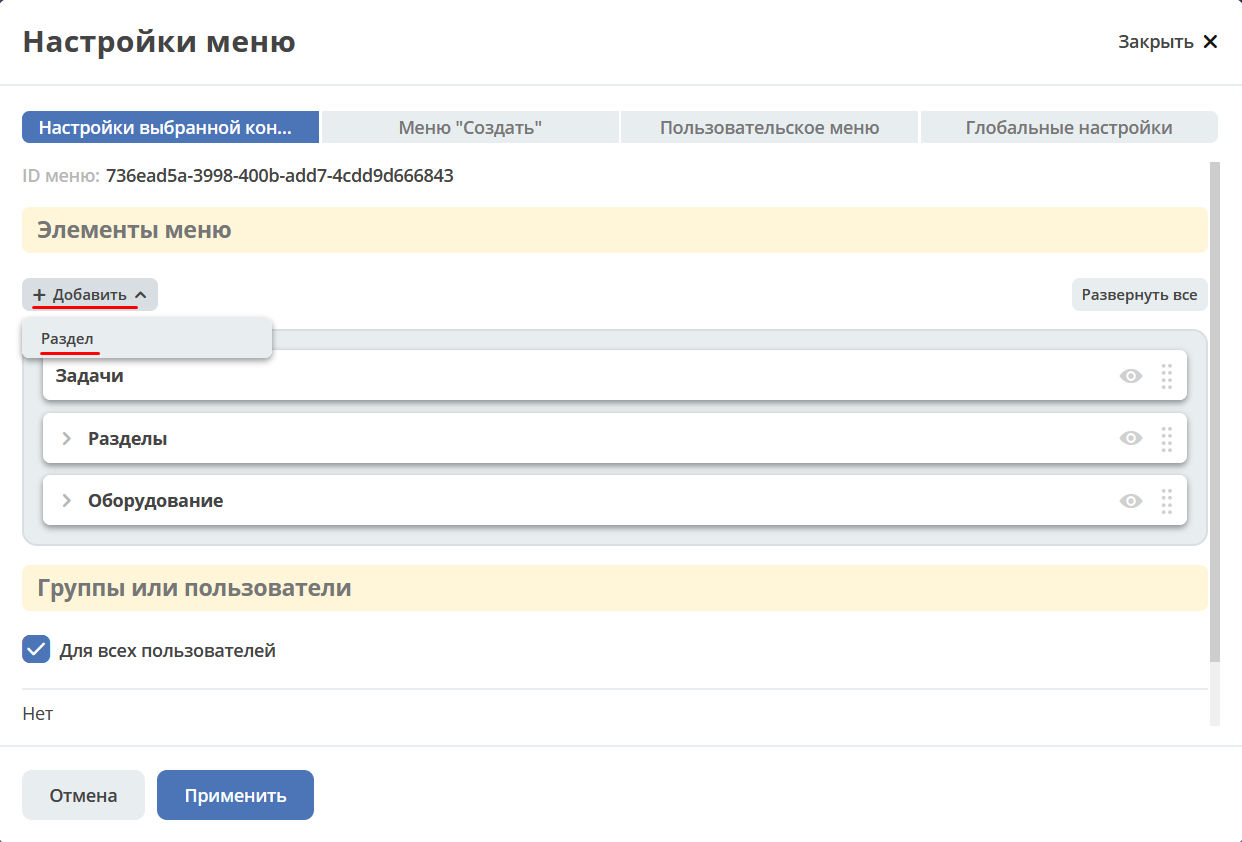 Настройки меню
Закрыть
Настройки выбранной кон...
Меню "Создать"
Пользовательское меню
Глобальные настройки
ID меню: 736ead5a-3998-400b-add7-4cdd9d666843
Элементы меню
+ Добавить
Развернуть все
Раздел
Задачи
Разделы
Оборудование
Группы или пользователи
Для всех пользователей
Нет
Отмена
Применить